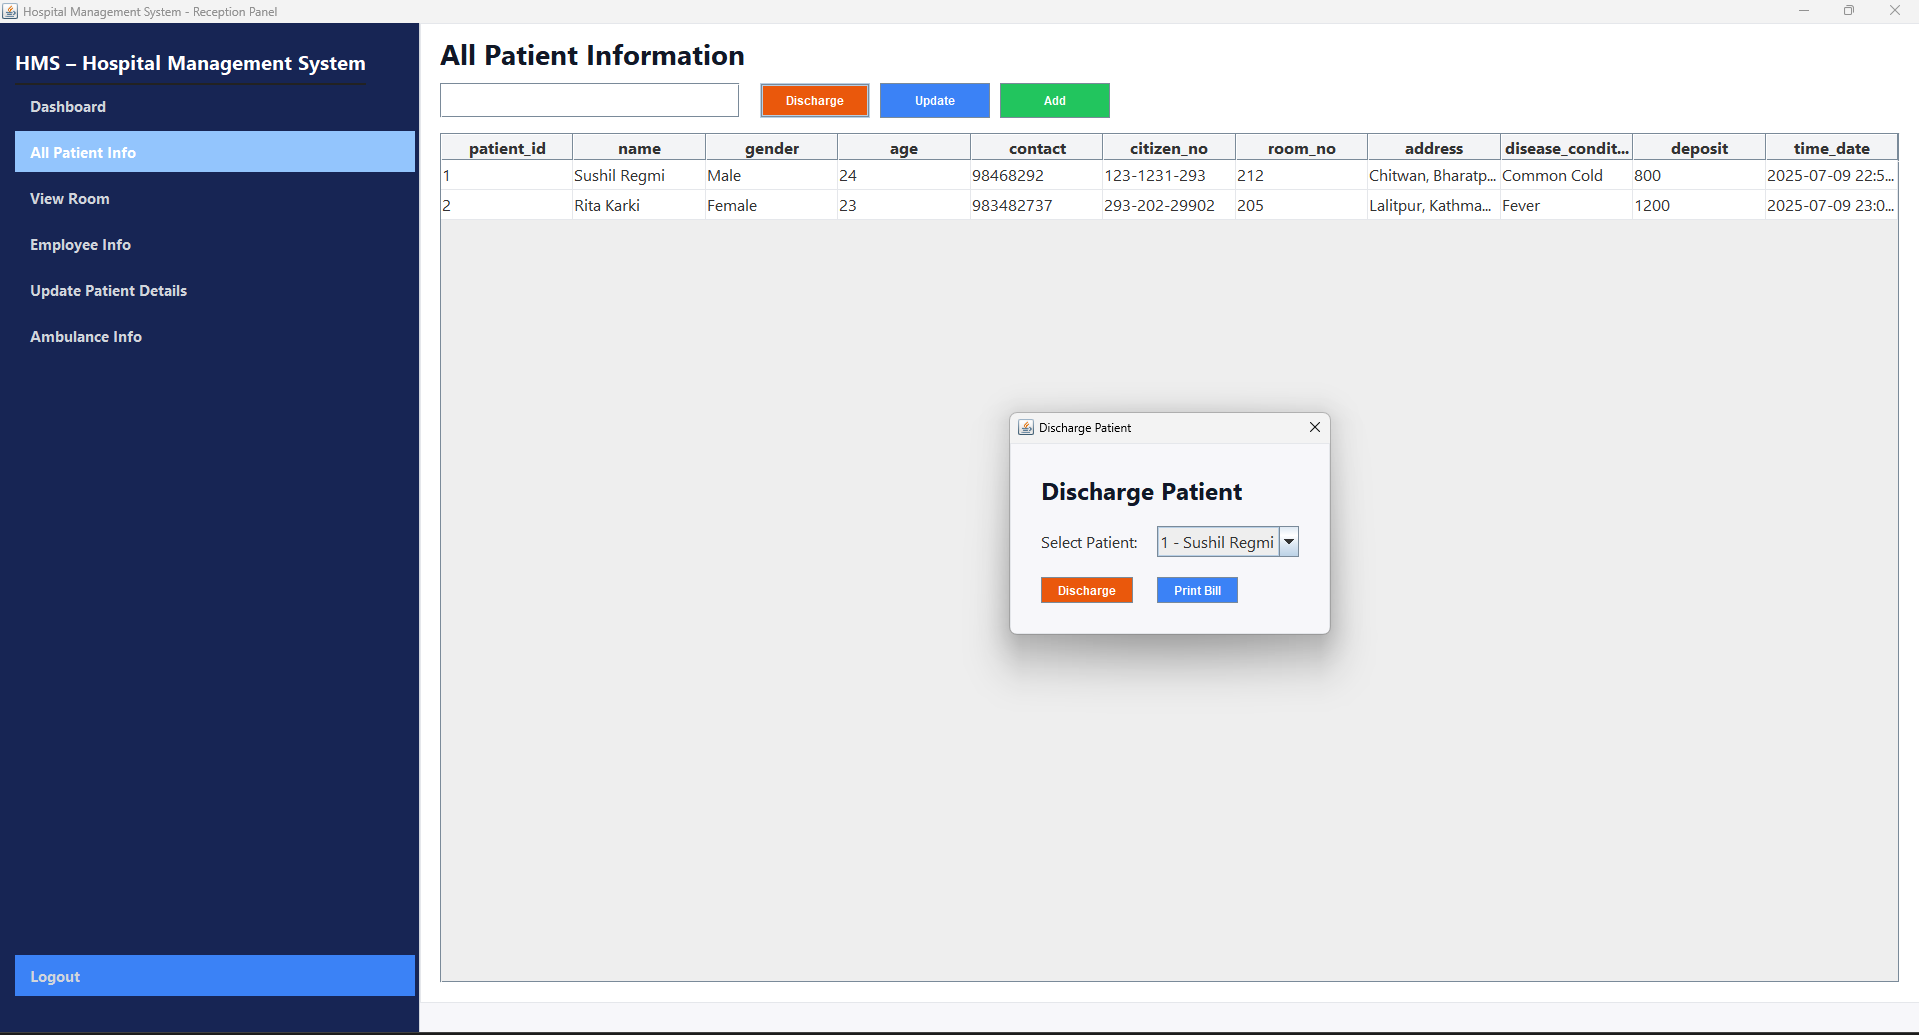 Hospital Management System - Reception Panel
HMS – Hospital Management System
Dashboard
All Patient Info
View Room
Employee Info
Update Patient Details
Ambulance Info
Logout
All Patient Information
Discharge Update Add
patient_id name gender age contact citizen_no room_no address disease_condit... deposit time_date
1 Sushil Regmi Male 24 98468292 123-1231-293 212 Chitwan, Bharatp... Common Cold 800 2025-07-09 22:5...
2 Rita Karki Female 23 983482737 293-202-29902 205 Lalitpur, Kathma... Fever 1200 2025-07-09 23:0...
Discharge Patient
Discharge Patient
Select Patient: 1 - Sushil Regmi
Discharge Print Bill